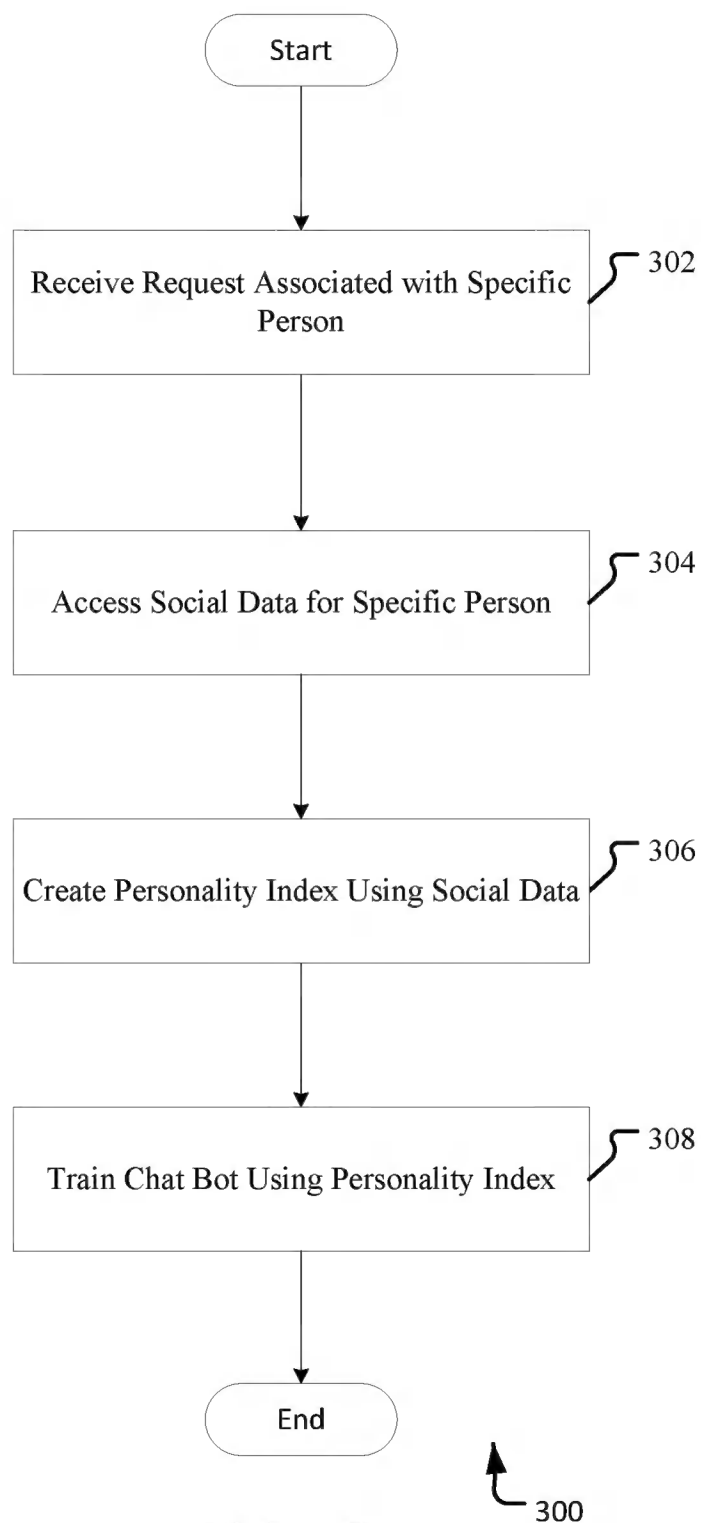 Start
Receive Request Associated with Specific
Person
302
Access Social Data for Specific Person
304
Create Personality Index Using Social Data
306
Train Chat Bot Using Personality Index
308
End
300